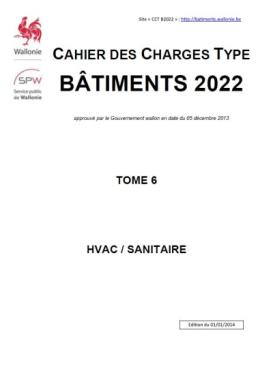 Site « CCT B2022 » : http://batiments.wallonie.be
Wallonie
SPW
Service public
de Wallonie
CAHIER DES CHARGES TYPE
BÂTIMENTS 2022
approuvé par le Gouvernement wallon en date du 05 décembre 2013
TOME 6
HVAC / SANITAIRE
Edition du 01/01/2014